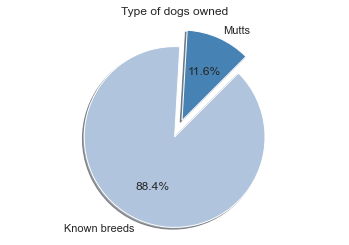 Type of dogs owned
Mutts
11.6%
88.4%
Known breeds